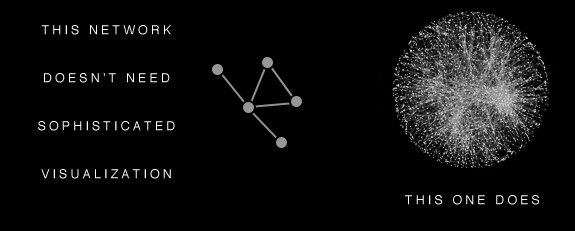 THIS NETWORK
DOESN'T NEED
SOPHISTICATED
VISUALIZATION
THIS ONE DOES